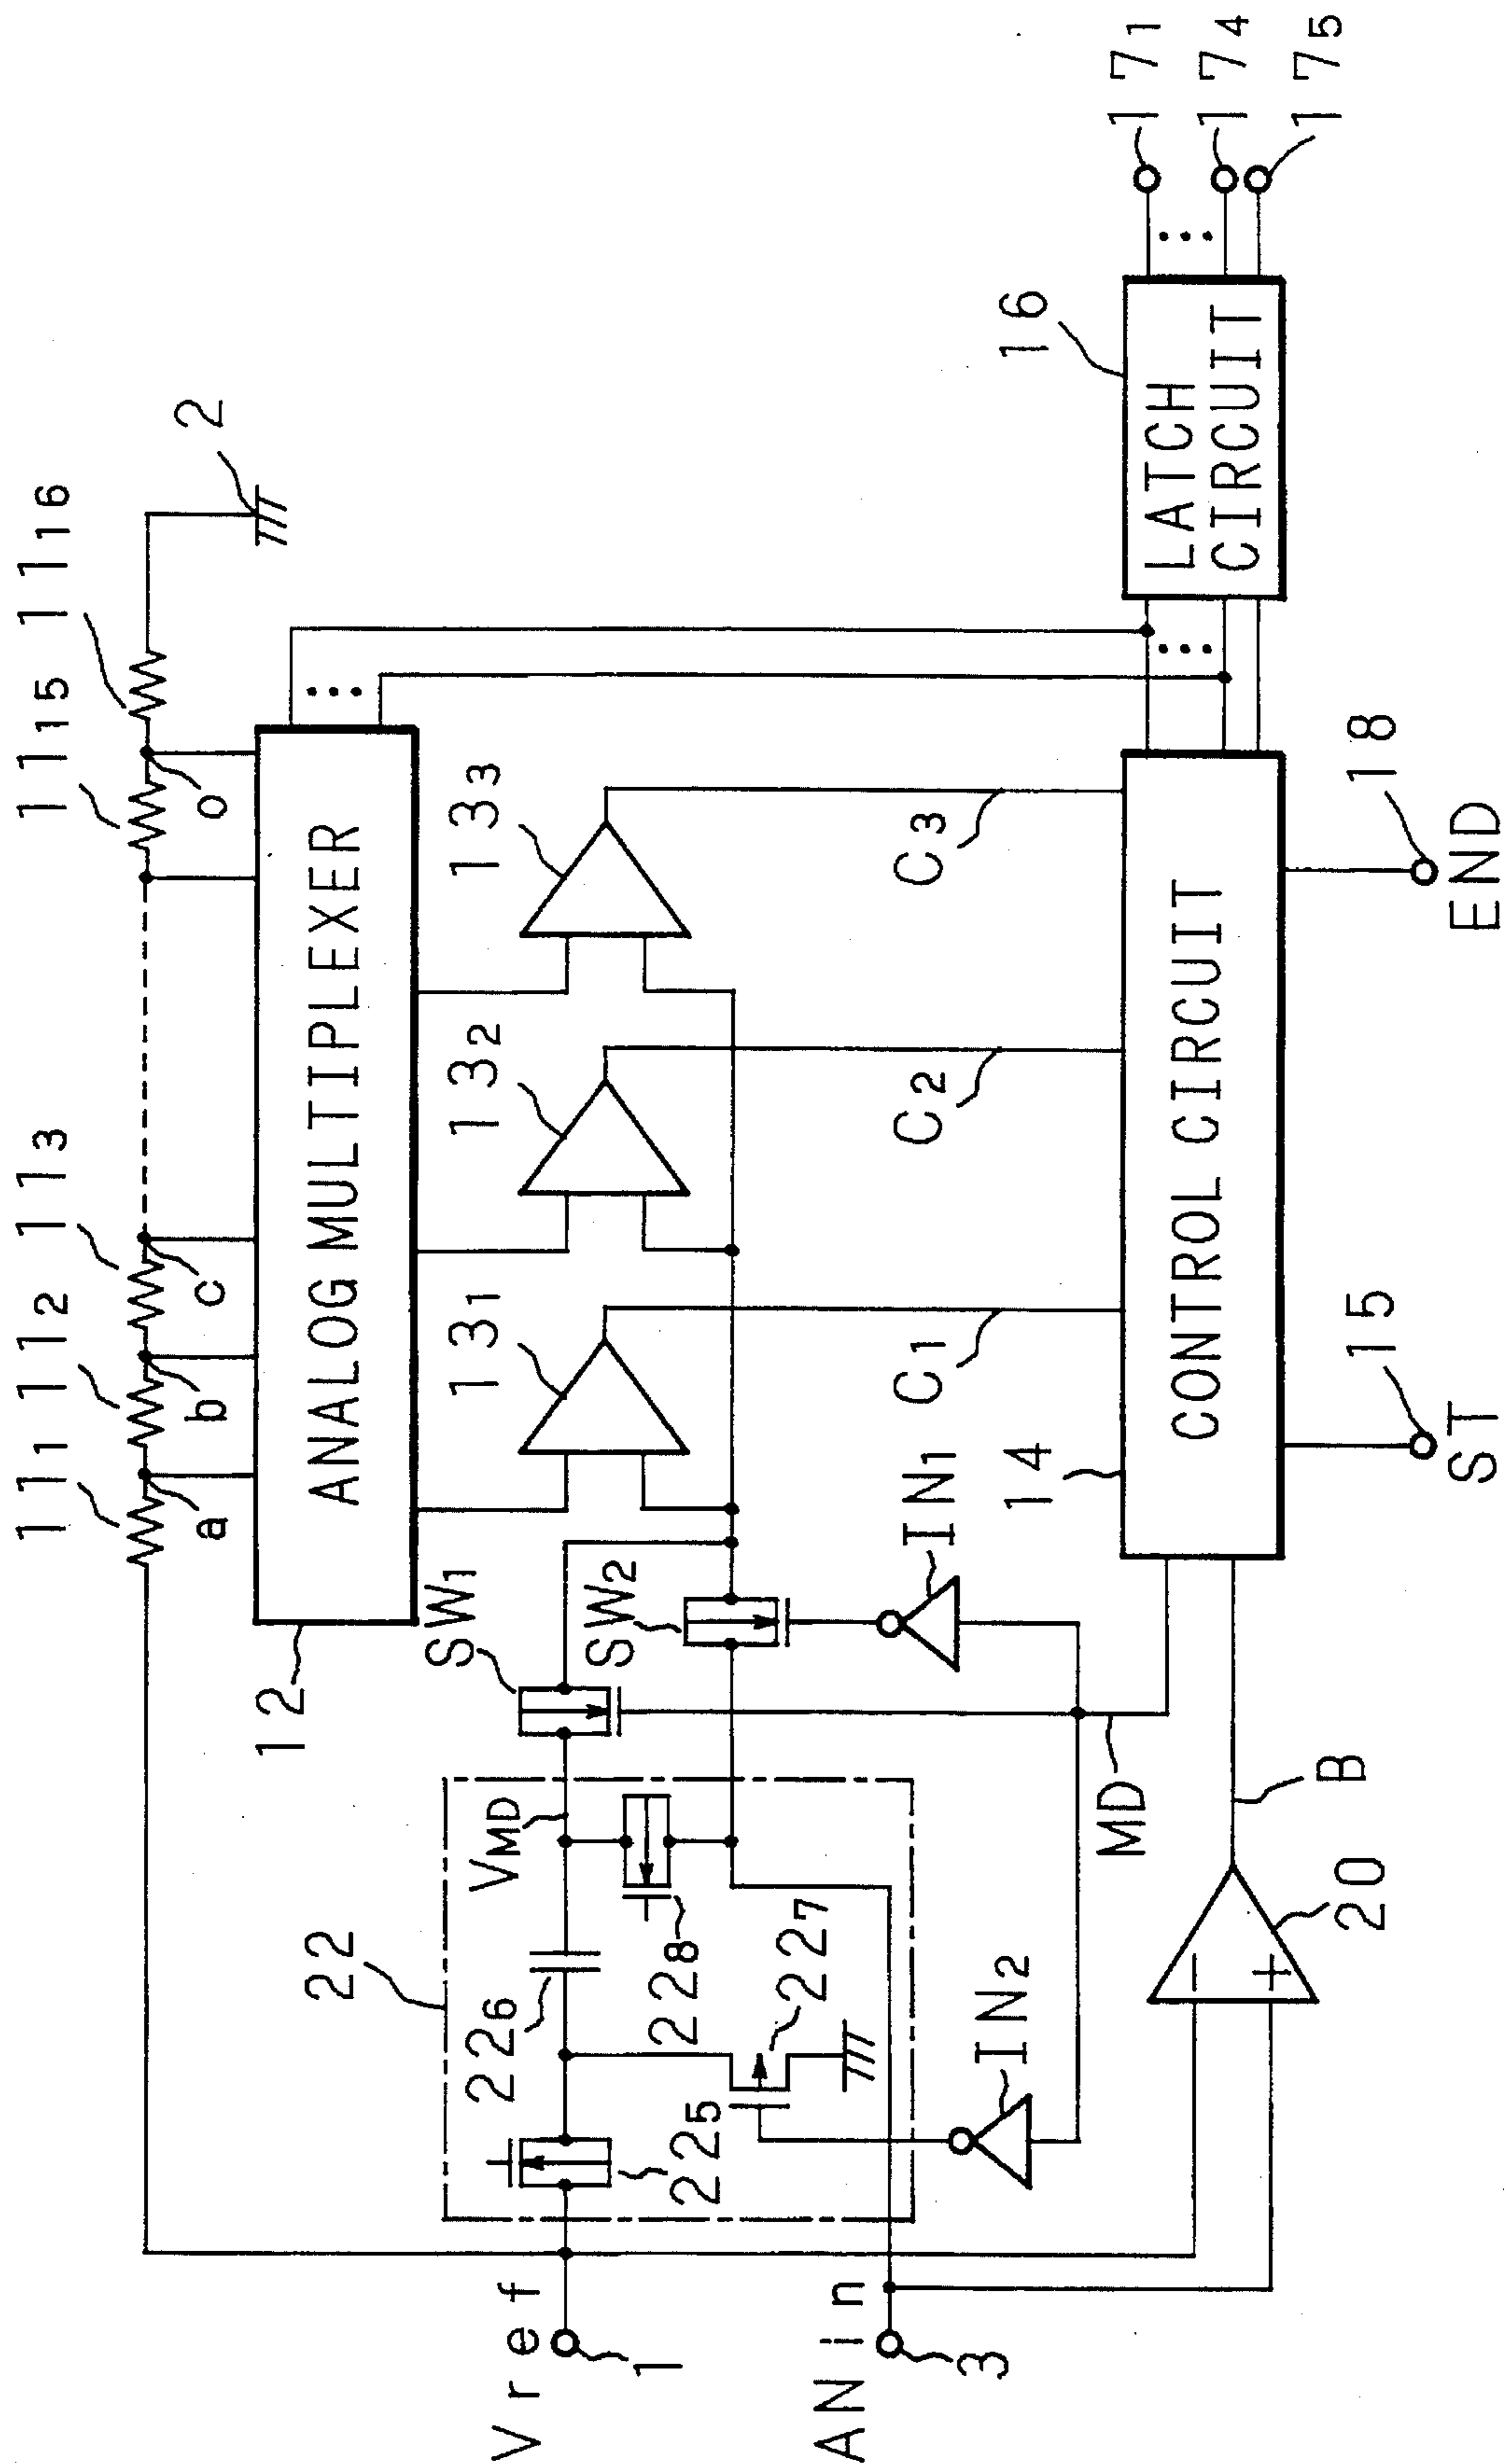 11₁ 11₂ 11₃ 11₁₅ 11₁₆
2
a b c o
ANALOG MULTIPLEXER
12
SW₁
SW₂
13₁ 13₂ 13₃
22
V_MD
22₆
22₈
22₅
22₇
Vref
1
ANin
3
IN₁
IN₂
C₁ C₂ C₃
MD
B
20
14
CONTROL CIRCUIT
16
LATCH
CIRCUIT
17₁
17₄
17₅
15
ST
18
END